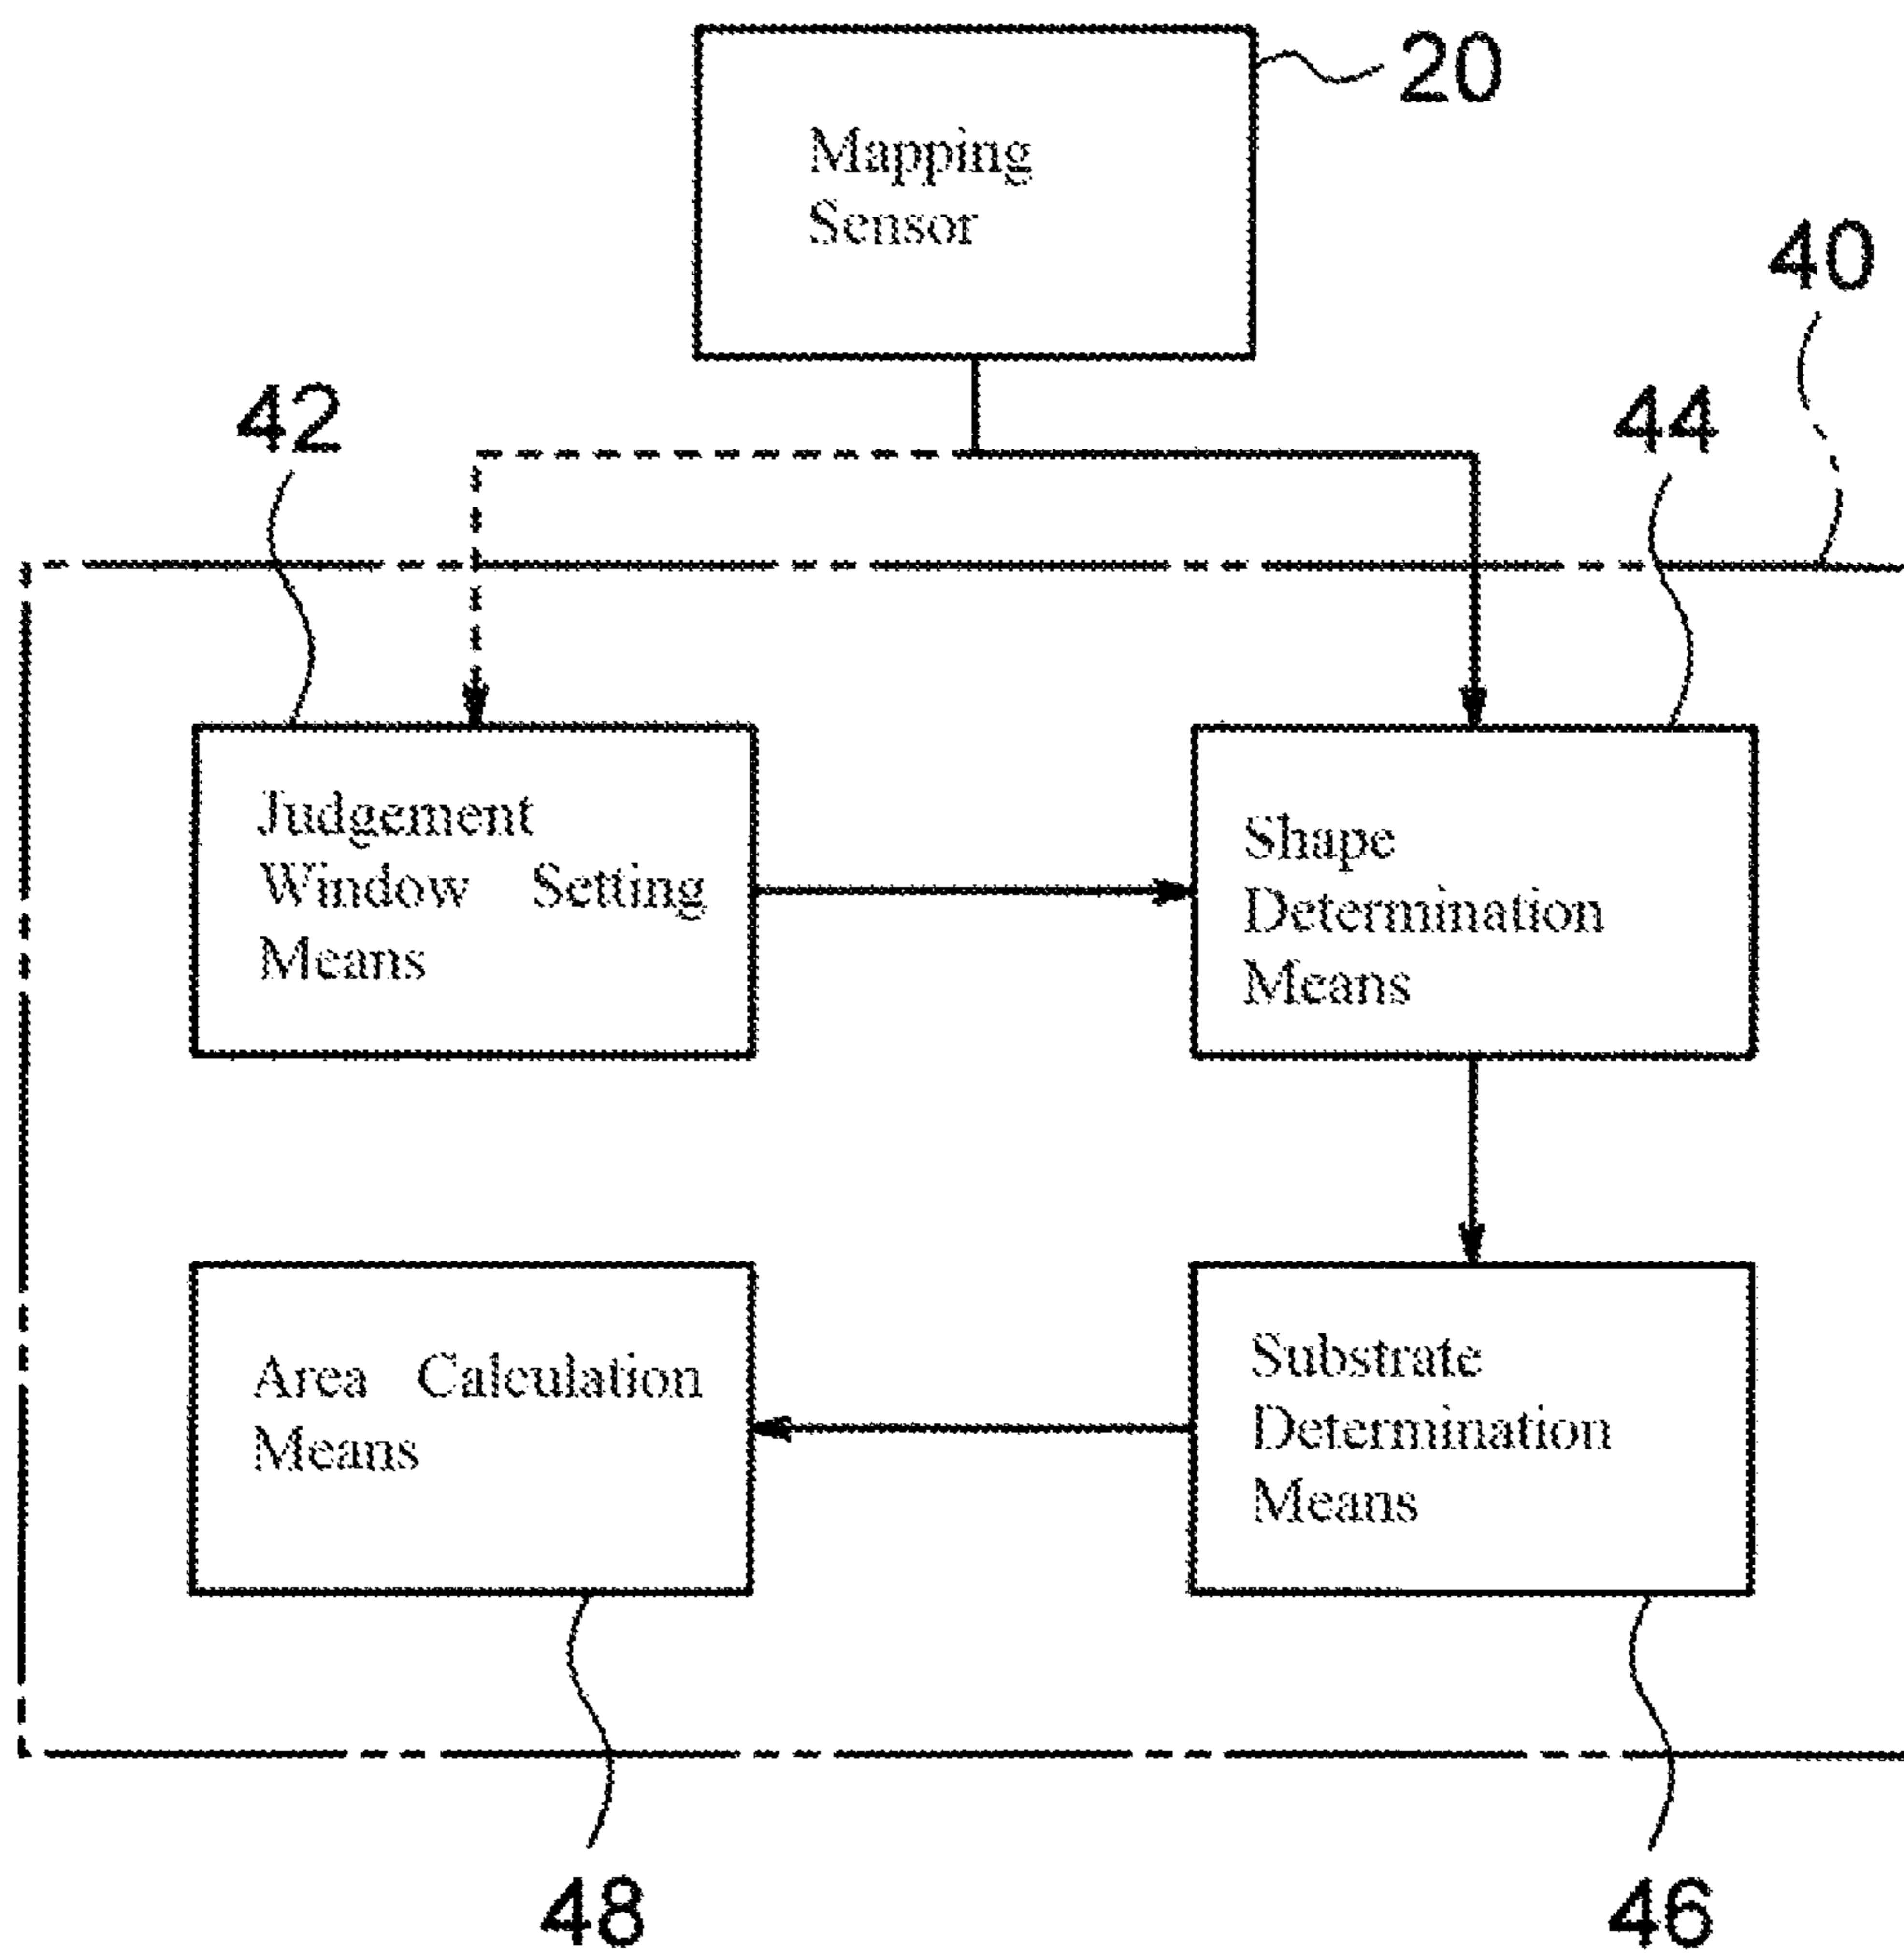 20
Mapping
Sensor
40
42
44
Judgement
Window Setting
Means
Shape
Determination
Means
Area Calculation
Means
Substrate
Determination
Means
48
46